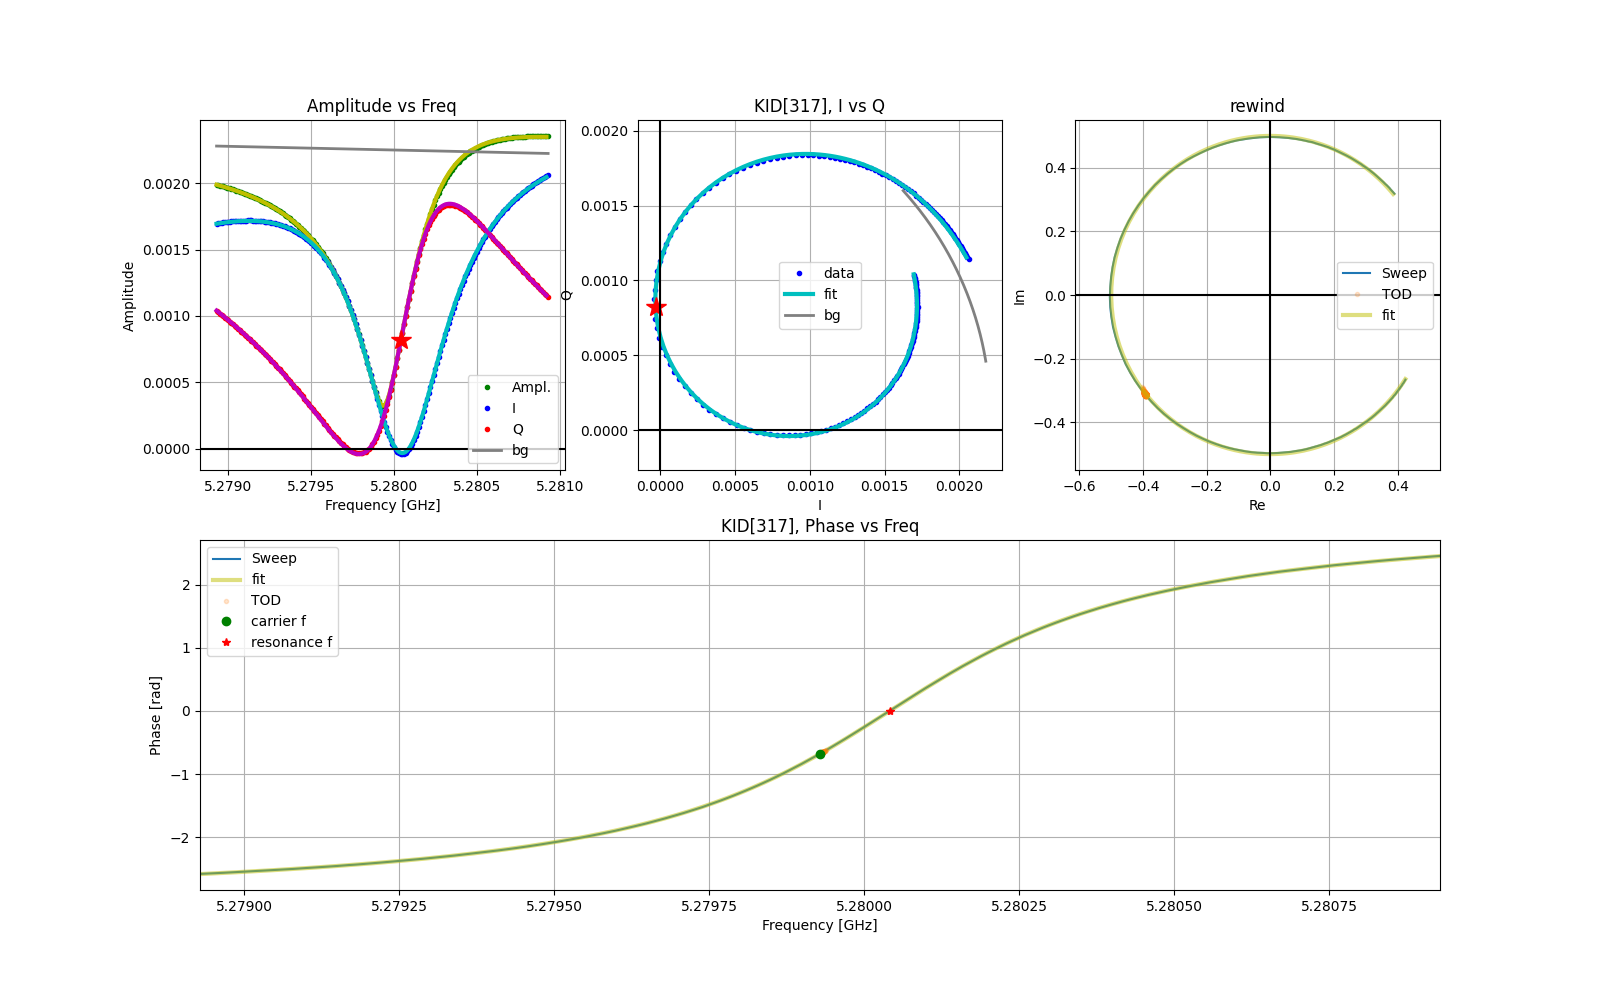 Amplitude vs Freq
Amplitude
0.0020
0.0015
0.0010
0.0005
0.0000
Ampl.
I
Q
bg
5.2790 5.2795 5.2800 5.2805 5.2810
Frequency [GHz]
KID[317], I vs Q
Q
0.0020
0.0015
0.0010
0.0005
0.0000
data
fit
bg
0.0000 0.0005 0.0010 0.0015 0.0020
I
rewind
Im
0.4
0.2
0.0
−0.2
−0.4
Sweep
TOD
fit
−0.6 −0.4 −0.2 0.0 0.2 0.4
Re
KID[317], Phase vs Freq
Phase [rad]
2
1
0
−1
−2
Sweep
fit
TOD
carrier f
resonance f
5.27900 5.27925 5.27950 5.27975 5.28000 5.28025 5.28050 5.28075
Frequency [GHz]